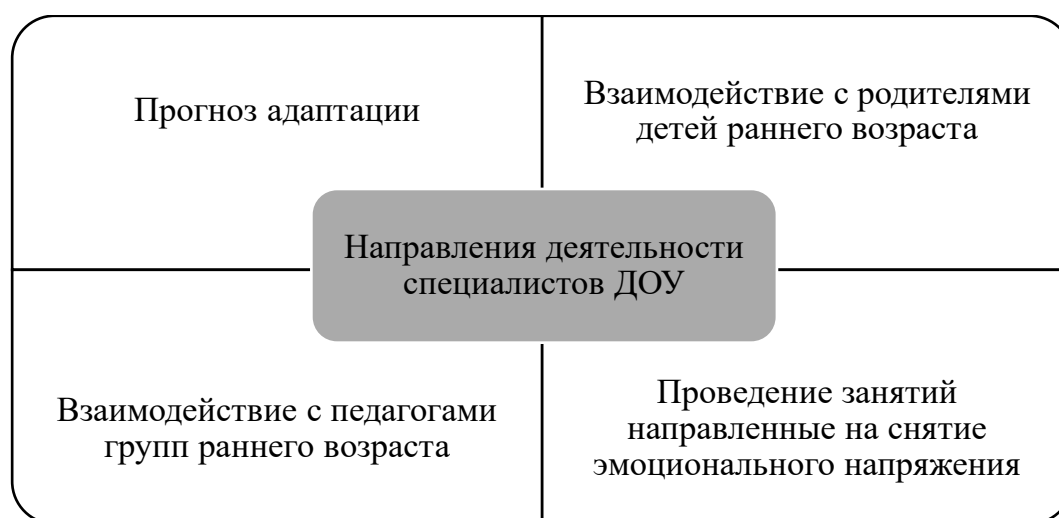 Прогноз адаптации
Взаимодействие с родителями
детей раннего возраста
Направления деятельности
специалистов ДОУ
Взаимодействие с педагогами
групп раннего возраста
Проведение занятий
направленные на снятие
эмоционального напряжения